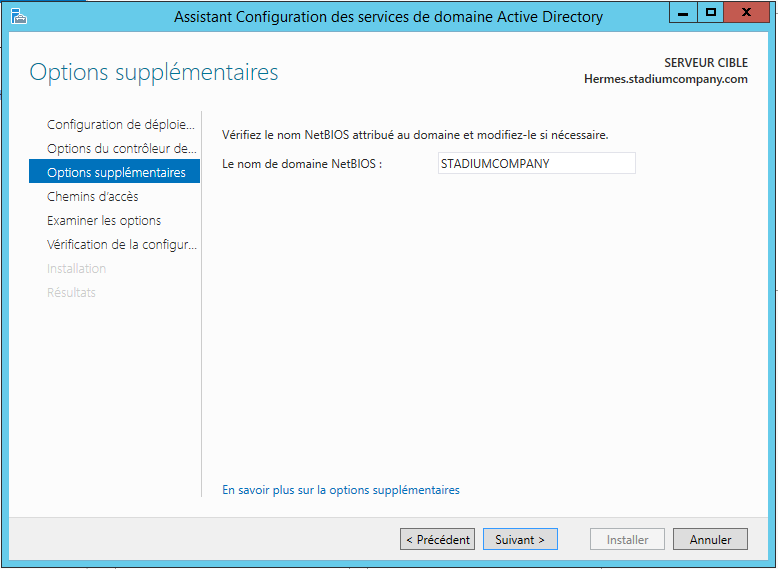 Assistant Configuration des services de domaine Active Directory
Options supplémentaires
SERVEUR CIBLE
Hermes.stadiumcompany.com
Configuration de déploie...
Options du contrôleur de...
Options supplémentaires
Chemins d'accès
Examiner les options
Vérification de la configur...
Installation
Résultats
Vérifiez le nom NetBIOS attribué au domaine et modifiez-le si nécessaire.
Le nom de domaine NetBIOS :
STADIUMCOMPANY
En savoir plus sur la options supplémentaires
< Précédent
Suivant >
Installer
Annuler